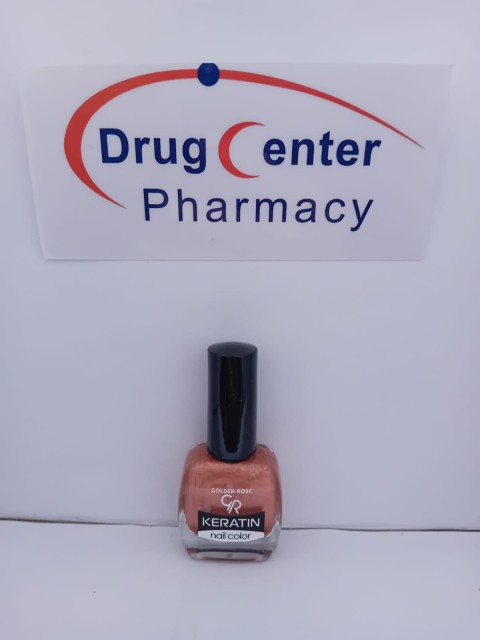 Drug Center
Pharmacy
GOLDEN ROSE
GR
KERATIN
nail color